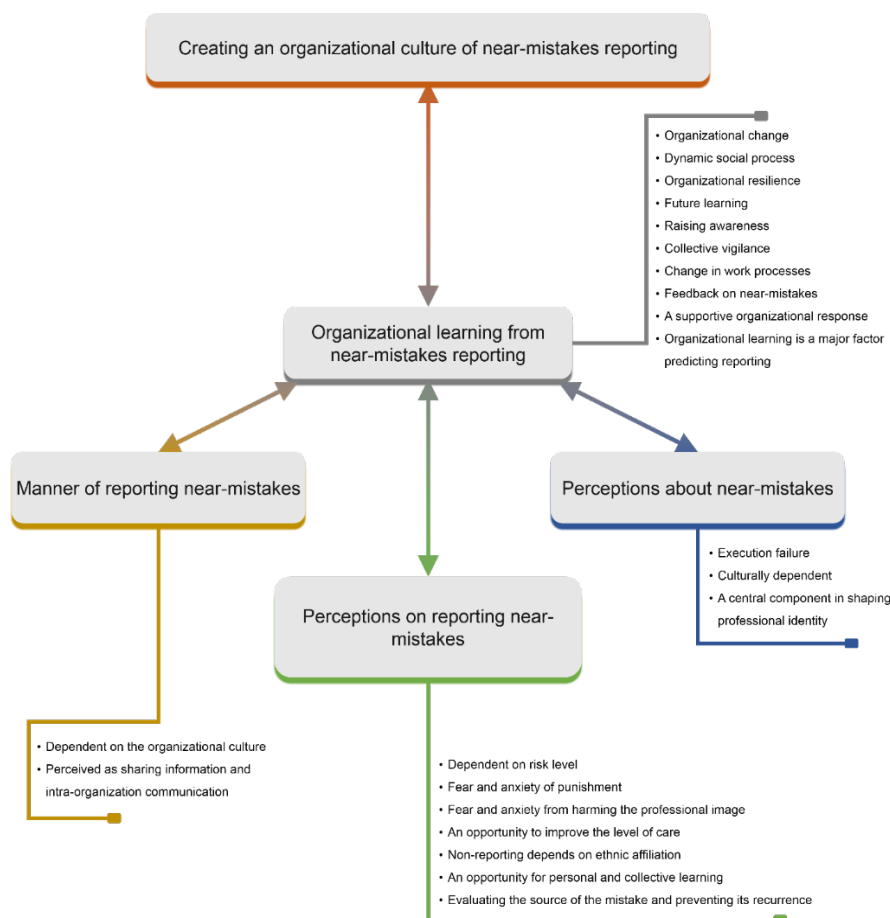 Creating an organizational culture of near-mistakes reporting
• Organizational change
• Dynamic social process
• Organizational resilience
• Future learning
• Raising awareness
• Collective vigilance
• Change in work processes
• Feedback on near-mistakes
• A supportive organizational response
• Organizational learning is a major factor
predicting reporting
Organizational learning from
near-mistakes reporting
Manner of reporting near-mistakes
• Dependent on the organizational culture
• Perceived as sharing information and
intra-organization communication
Perceptions on reporting near-
mistakes
• Dependent on risk level
• Fear and anxiety of punishment
• Fear and anxiety from harming the professional image
• An opportunity to improve the level of care
• Non-reporting depends on ethnic affiliation
• An opportunity for personal and collective learning
• Evaluating the source of the mistake and preventing its recurrence
Perceptions about near-mistakes
• Execution failure
• Culturally dependent
• A central component in shaping
professional identity